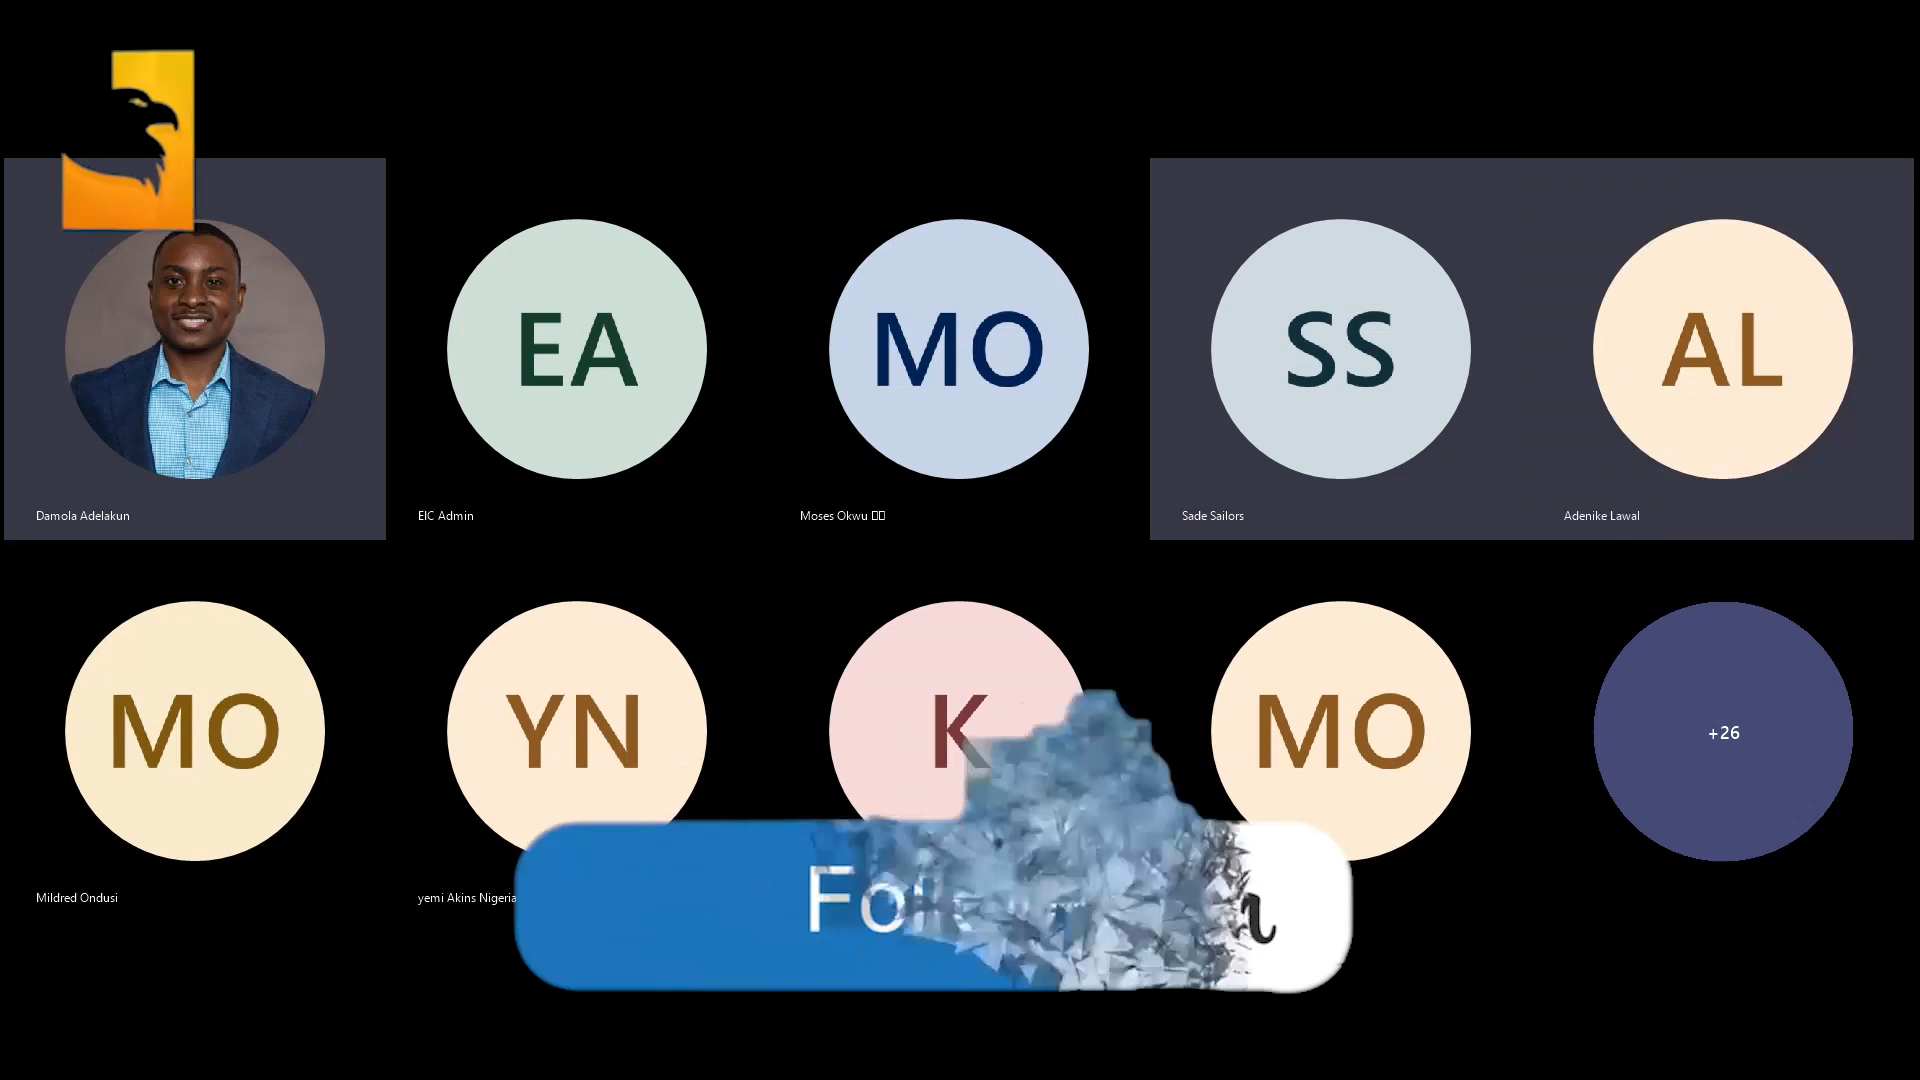 EA
MO
SS
AL
Damola Adelakun
EIC Admin
Moses Okwu
Sade Sailors
Adenike Lawal
MO
YN
K
MO
+26
Mildred Ondusi
yemi Akins Nigeria